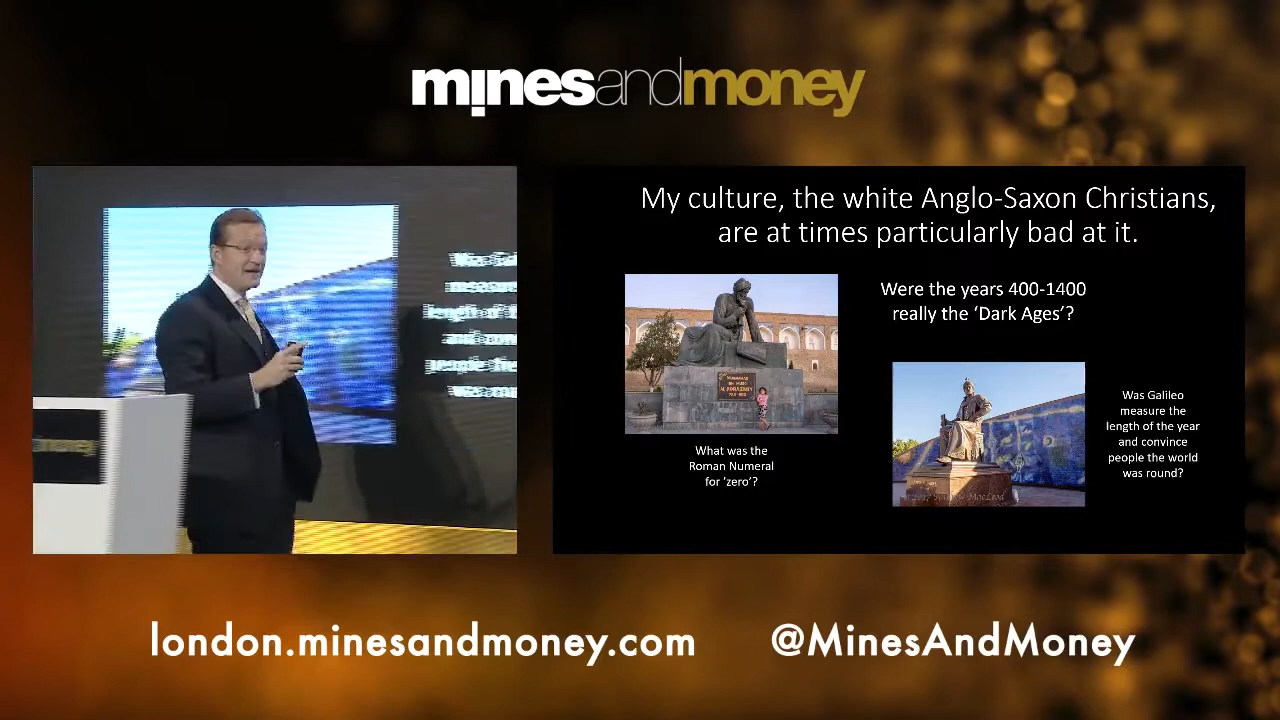 minesandmoney
My culture, the white Anglo-Saxon Christians,
are at times particularly bad at it.
Were the years 400-1400
really the ‘Dark Ages’?
What was the
Roman Numeral
for ‘zero’?
Was Galileo
measure the
length of the year
and convince
people the world
was round?
money
london.minesandmoney.com
@MinesAndMoney